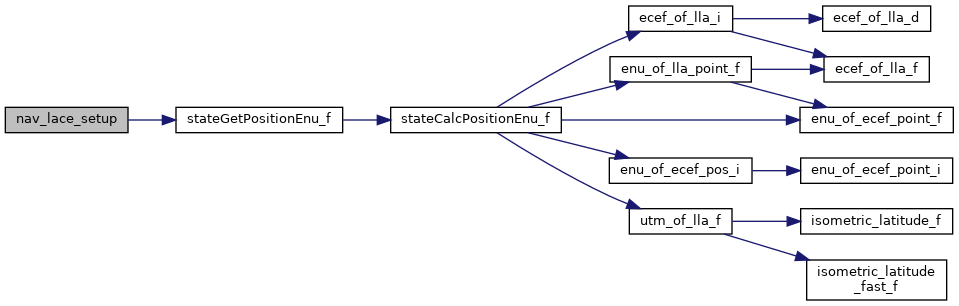 nav_lace_setup
stateGetPositionEnu_f
stateCalcPositionEnu_f
ecef_of_lla_i
ecef_of_lla_d
enu_of_lla_point_f
ecef_of_lla_f
enu_of_ecef_point_f
enu_of_ecef_pos_i
enu_of_ecef_point_i
utm_of_lla_f
isometric_latitude_f
isometric_latitude
_fast_f